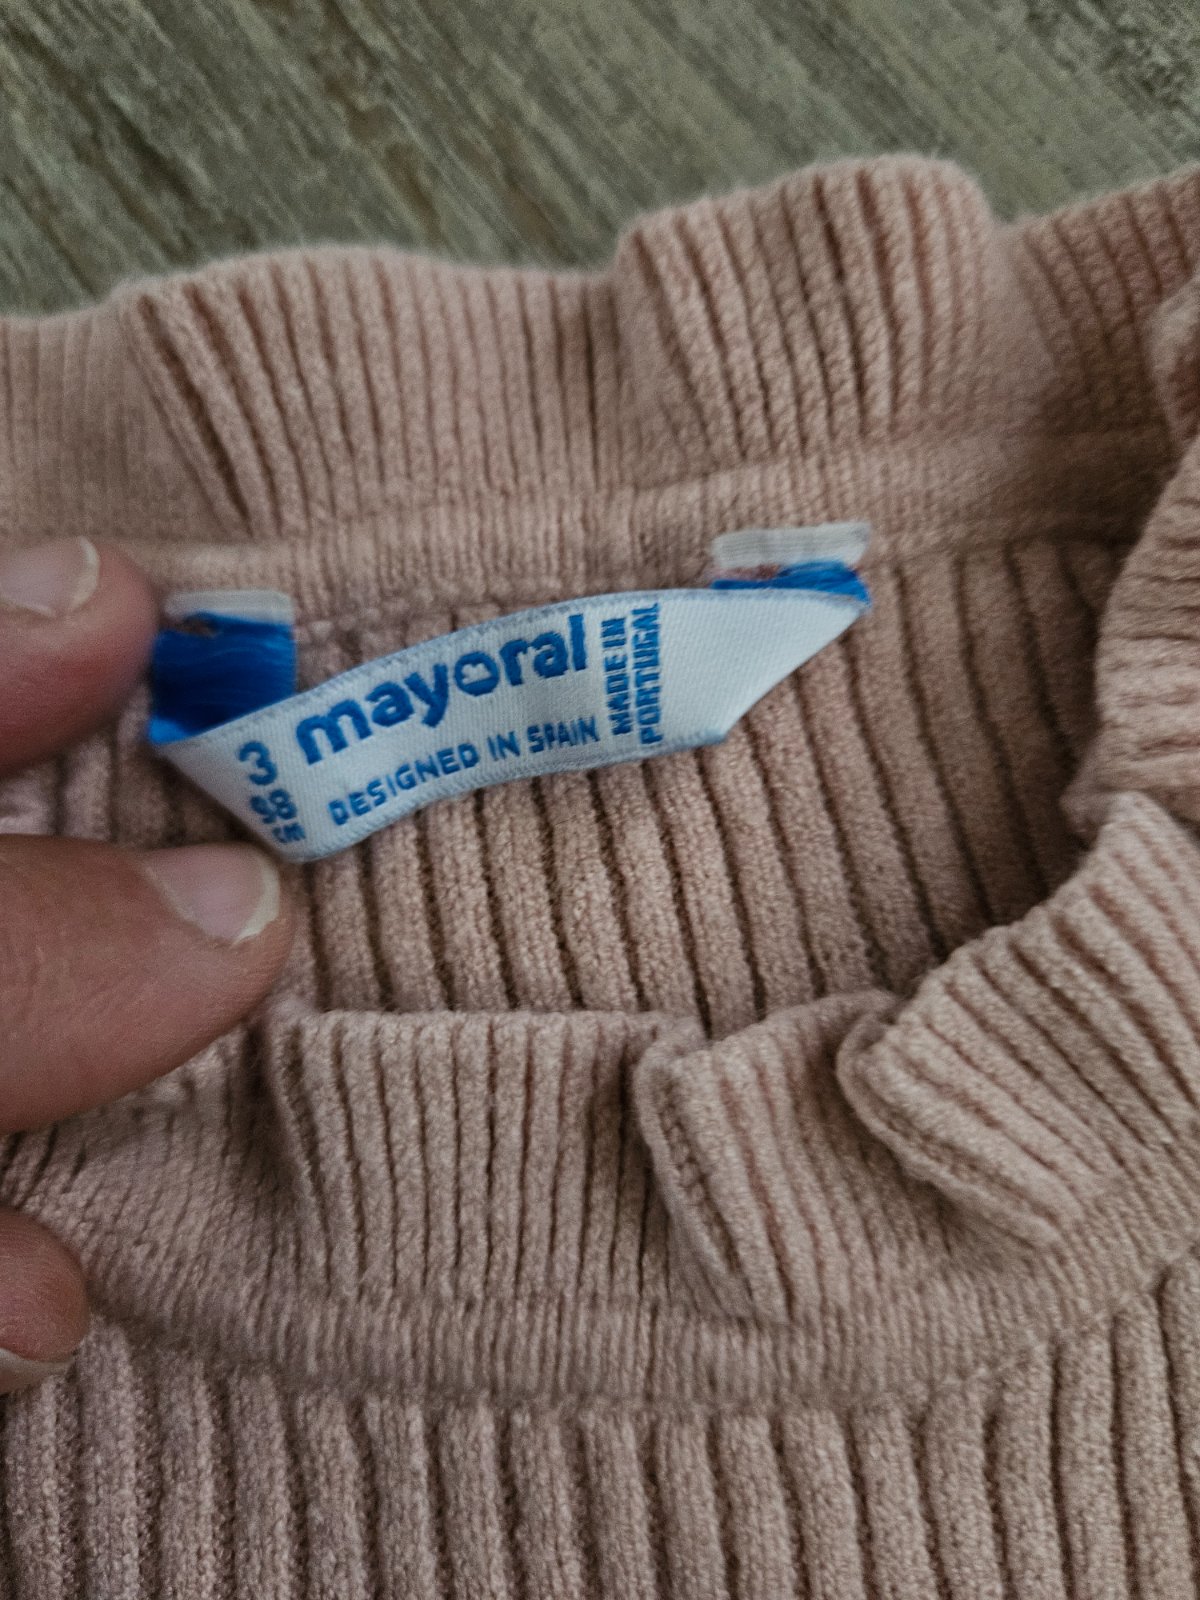 3
98
CM
mayoral
DESIGNED IN SPAIN
MADE IN
PORTUGAL